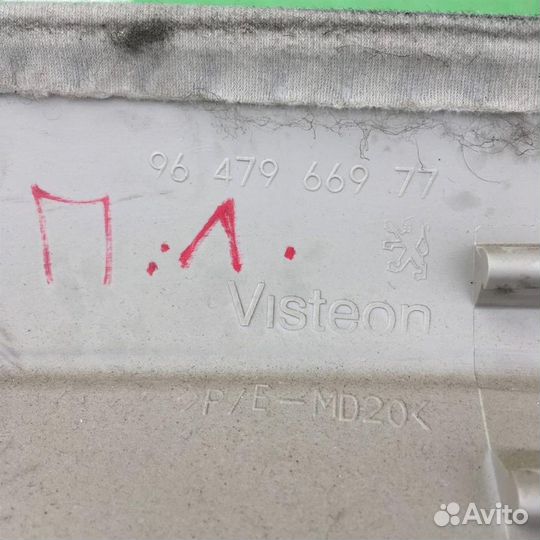 96 479 669 77
П.Л.
Visteon
>P/E-MD20<
Avito